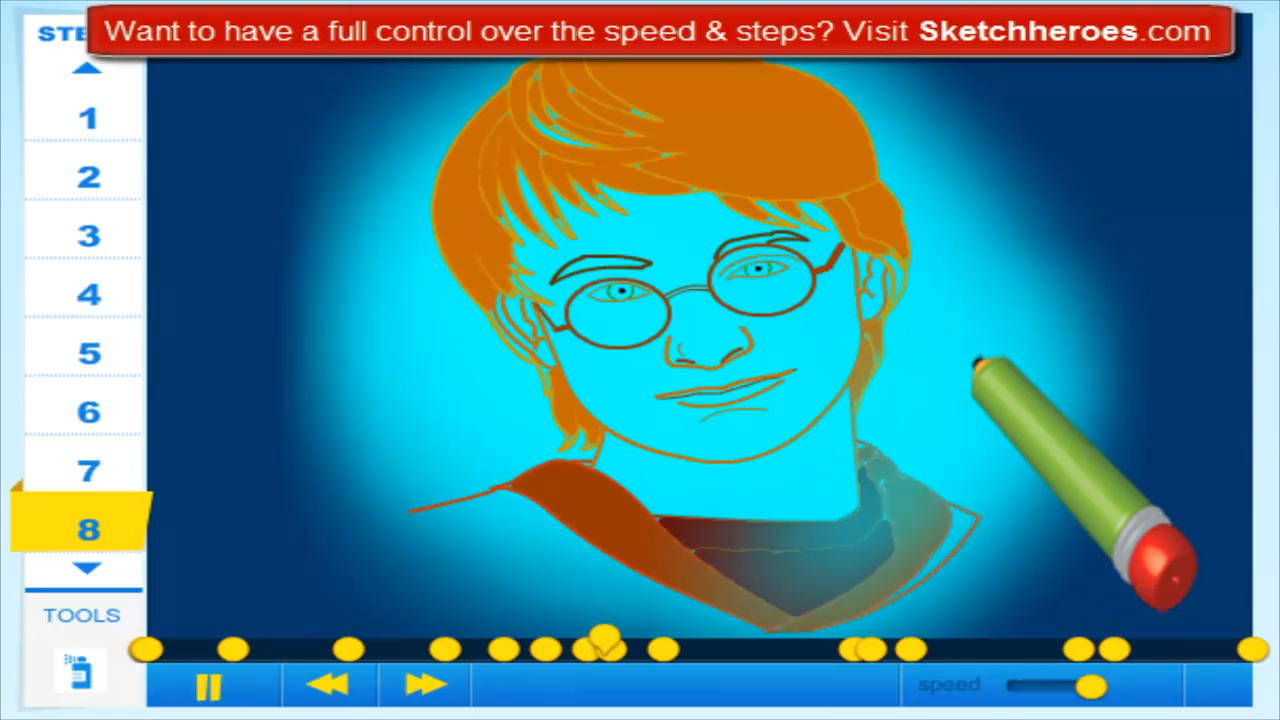 Want to have a full control over the speed & steps? Visit Sketchheroes.com
STE
1
2
3
4
5
6
7
8
TOOLS
speed